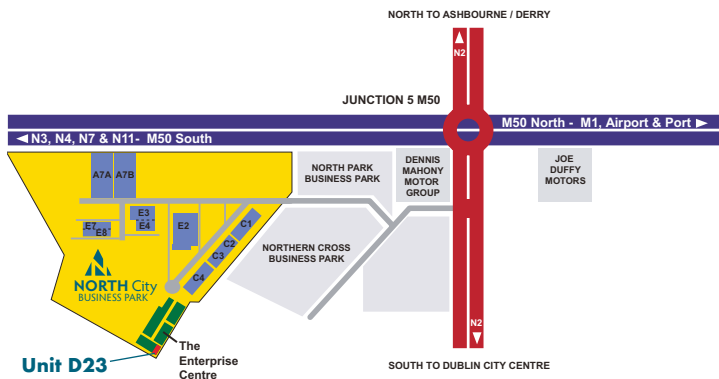 NORTH TO ASHBOURNE / DERRY
N2
JUNCTION 5 M50
N3, N4, N7 & N11- M50 South
M50 North - M1, Airport & Port
A7A
A7B
NORTH PARK
BUSINESS PARK
DENNIS
MAHONY
MOTOR
GROUP
JOE
DUFFY
MOTORS
E3
E4
E7
E8
E2
C1
C2
C3
C4
NORTHERN CROSS
BUSINESS PARK
NORTH City
BUSINESS PARK
N2
The
Enterprise
Centre
Unit D23
SOUTH TO DUBLIN CITY CENTRE